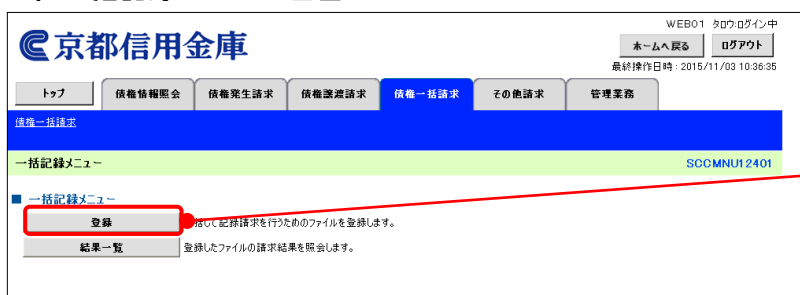 WEB01 タロウ:ログイン中
京都信用金庫
ホームへ戻る ログアウト
最終操作日時：2015/11/03 10:36:35
トップ 債権情報照会 債権発生請求 債権譲渡請求 債権一括請求 その他請求 管理業務
債権一括請求
一括記録メニュー SCCMNU12401
■ 一括記録メニュー
登録 括して記録請求を行うためのファイルを登録します。
結果一覧 登録したファイルの請求結果を照会します。